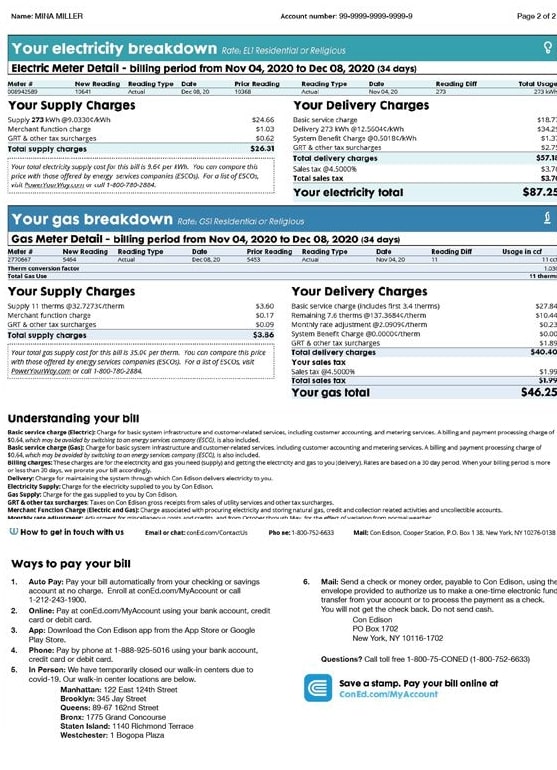 Name: MINA MILLER
Account number: 99-9999-9999-9999-9
Page 2 of 2
Your electricity breakdown Rate: EL1 Residential or Religious
Electric Meter Detail - billing period from Nov 04, 2020 to Dec 08, 2020 (34 days)
Meter # New Reading Reading Type Date Prior Reading Reading Type Date Reading Diff Total Usage
008942589 10641 Actual Dec 08, 20 10368 Actual Nov 04, 20 273 273 kWh
Your Supply Charges
Supply 273 kWh @9.0330¢/kWh $24.66
Merchant function charge $1.03
GRT & other tax surcharges $0.62
Total supply charges $26.31
Your total electricity supply cost for this bill is 9.6¢ per kWh. You can compare this
price with those offered by energy services companies (ESCOs). For a list of ESCOs,
visit PowerYourWay.com or call 1-800-780-2884.
Your Delivery Charges
Basic service charge $18.77
Delivery 273 kWh @12.5604¢/kWh $34.29
System Benefit Charge @0.5018¢/kWh $1.37
GRT & other tax surcharges $2.75
Total delivery charges $57.18
Sales tax @4.5000% $3.76
Total sales tax $3.76
Your electricity total $87.25
Your gas breakdown Rate: GS1 Residential or Religious
Gas Meter Detail - billing period from Nov 04, 2020 to Dec 08, 2020 (34 days)
Meter # New Reading Reading Type Date Prior Reading Reading Type Date Reading Diff Usage in ccf
2770667 5464 Actual Dec 08, 20 5453 Actual Nov 04, 20 11 11 ccf
Therm conversion factor 1.030
Total Gas Use 11 therms
Your Supply Charges
Supply 11 therms @32.7273¢/therm $3.60
Merchant function charge $0.17
GRT & other tax surcharges $0.09
Total supply charges $3.86
Your total gas supply cost for this bill is 35.0¢ per therm. You can compare this price
with those offered by energy services companies (ESCOs). For a list of ESCOs, visit
PowerYourWay.com or call 1-800-780-2884.
Your Delivery Charges
Basic service charge (includes first 3.4 therms) $27.84
Remaining 7.6 therms @137.3684¢/therm $10.44
Monthly rate adjustment @2.0909¢/therm $0.23
System Benefit Charge @0.0000¢/therm $0.00
GRT & other tax surcharges $1.89
Total delivery charges $40.40
Your sales tax
Sales tax @4.5000% $1.99
Total sales tax $1.99
Your gas total $46.25
Understanding your bill
Basic service charge (Electric): Charge for basic system infrastructure and customer-related services, including customer accounting, and metering services. A billing and payment processing charge of
$0.64, which may be avoided by switching to an energy services company (ESCO), is also included.
Basic service charge (Gas): Charge for basic system infrastructure and customer-related services, including customer accounting and metering services. A billing and payment processing charge of
$0.64, which may be avoided by switching to an energy services company (ESCO), is also included.
Billing charges: These charges are for the electricity and gas you need (supply) and getting the electricity and gas to you (delivery). Rates are based on a 30 day period. When your billing period is more
or less than 30 days, we prorate your bill accordingly.
Delivery: Charge for maintaining the system through which Con Edison delivers electricity to you.
Electricity Supply: Charge for the electricity supplied to you by Con Edison.
Gas Supply: Charge for the gas supplied to you by Con Edison.
GRT & other tax surcharges: Taxes on Con Edison gross receipts from sales of utility services and other tax surcharges.
Merchant Function Charge (Electric and Gas): Charge associated with procuring electricity and storing natural gas, credit and collection related activities and uncollectible accounts.
Monthly rate adjustment: Adjustment for miscellaneous costs and credits, and from October through May, for the effect of variation from normal weather.
How to get in touch with us Email or chat: conEd.com/ContactUs Phone: 1-800-752-6633 Mail: Con Edison, Cooper Station, P.O. Box 138, New York, NY 10276-0138
Ways to pay your bill
1. Auto Pay: Pay your bill automatically from your checking or savings
account at no charge. Enroll at conEd.com/MyAccount or call
1-212-243-1900.
2. Online: Pay at conEd.com/MyAccount using your bank account, credit
card or debit card.
3. App: Download the Con Edison app from the App Store or Google
Play Store.
4. Phone: Pay by phone at 1-888-925-5016 using your bank account,
credit card or debit card.
5. In Person: We have temporarily closed our walk-in centers due to
covid-19. Our walk-in center locations are below.
Manhattan: 122 East 124th Street
Brooklyn: 345 Jay Street
Queens: 89-67 162nd Street
Bronx: 1775 Grand Concourse
Staten Island: 1140 Richmond Terrace
Westchester: 1 Bogopa Plaza
6. Mail: Send a check or money order, payable to Con Edison, using the
envelope provided to authorize us to make a one-time electronic fund
transfer from your account or to process the payment as a check.
You will not get the check back. Do not send cash.
Con Edison
PO Box 1702
New York, NY 10116-1702
Questions? Call toll free 1-800-75-CONED (1-800-752-6633)
Save a stamp. Pay your bill online at
ConEd.com/MyAccount